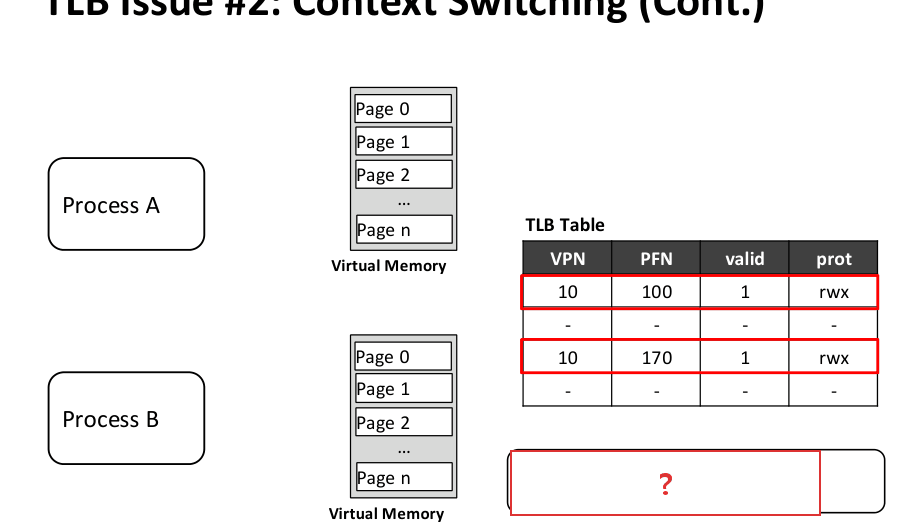 TLB Issue #2: Context Switching (Cont.)
Process A
Page 0
Page 1
Page 2
...
Page n
Virtual Memory
TLB Table
VPN PFN valid prot
10 100 1 rwx
- - - -
10 170 1 rwx
- - - -
Process B
Page 0
Page 1
Page 2
...
Page n
Virtual Memory
?